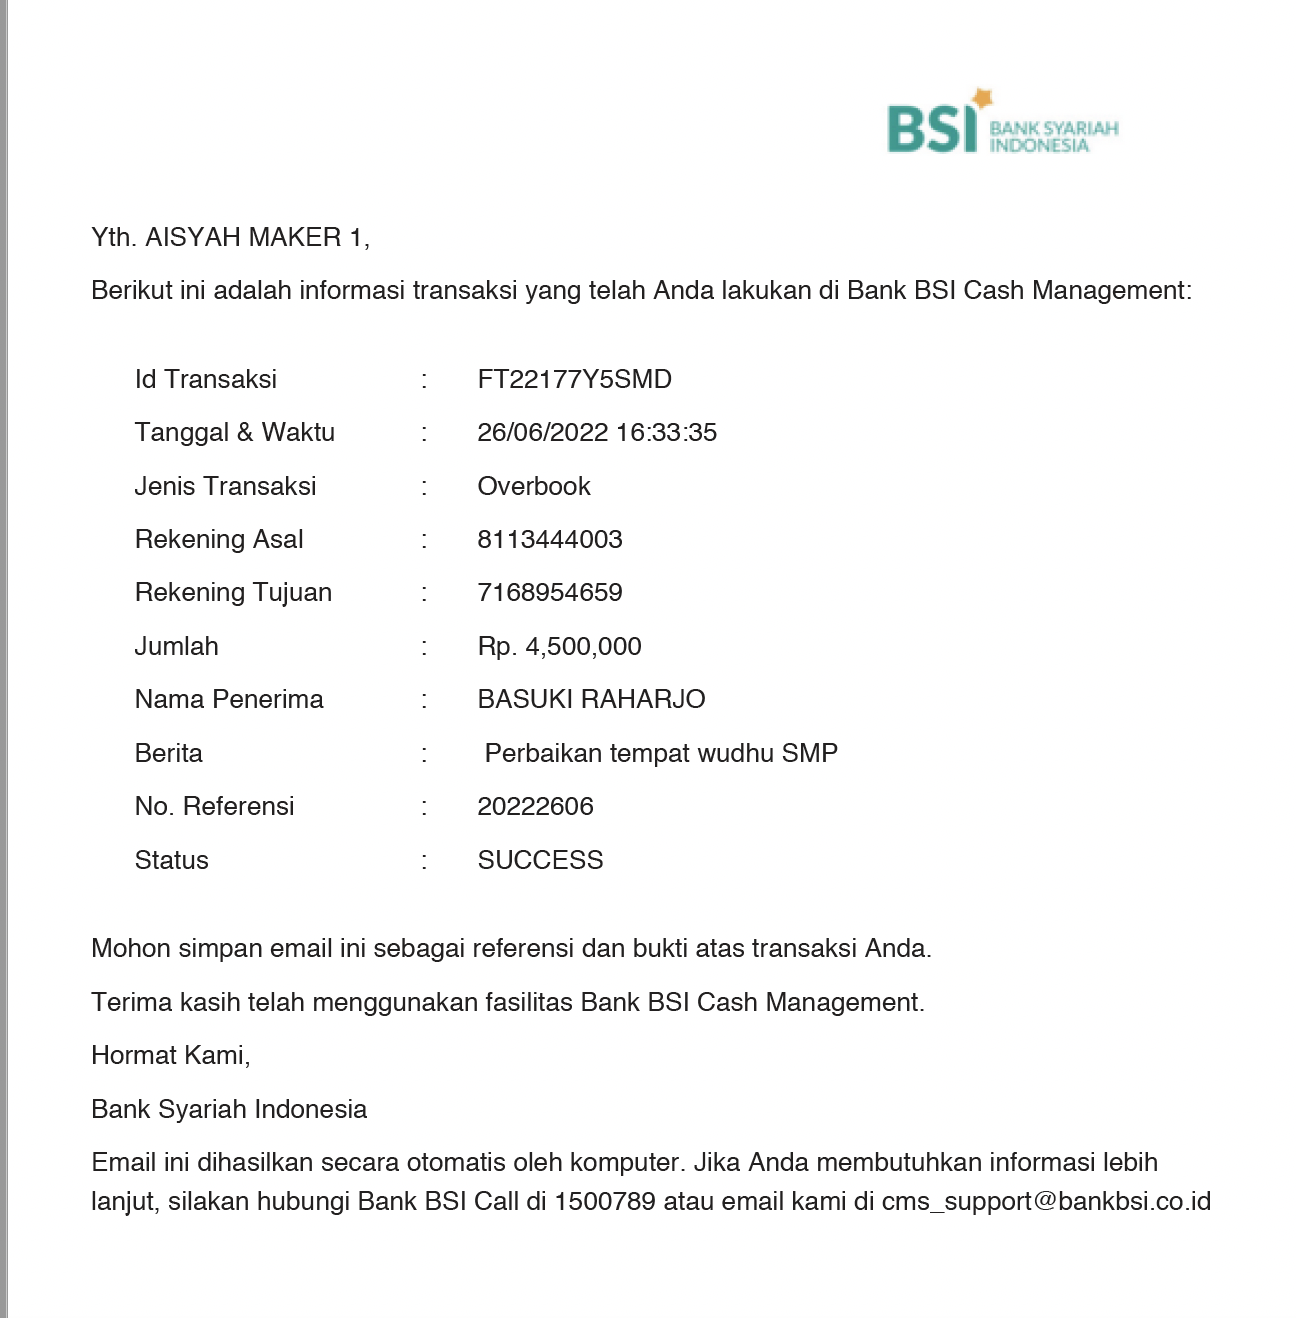 BSI BANK SYARIAH
INDONESIA
Yth. AISYAH MAKER 1,
Berikut ini adalah informasi transaksi yang telah Anda lakukan di Bank BSI Cash Management:
Id Transaksi : FT22177Y5SMD
Tanggal & Waktu : 26/06/2022 16:33:35
Jenis Transaksi : Overbook
Rekening Asal : 8113444003
Rekening Tujuan : 7168954659
Jumlah : Rp. 4,500,000
Nama Penerima : BASUKI RAHARJO
Berita : Perbaikan tempat wudhu SMP
No. Referensi : 20222606
Status : SUCCESS
Mohon simpan email ini sebagai referensi dan bukti atas transaksi Anda.
Terima kasih telah menggunakan fasilitas Bank BSI Cash Management.
Hormat Kami,
Bank Syariah Indonesia
Email ini dihasilkan secara otomatis oleh komputer. Jika Anda membutuhkan informasi lebih
lanjut, silakan hubungi Bank BSI Call di 1500789 atau email kami di cms_support@bankbsi.co.id